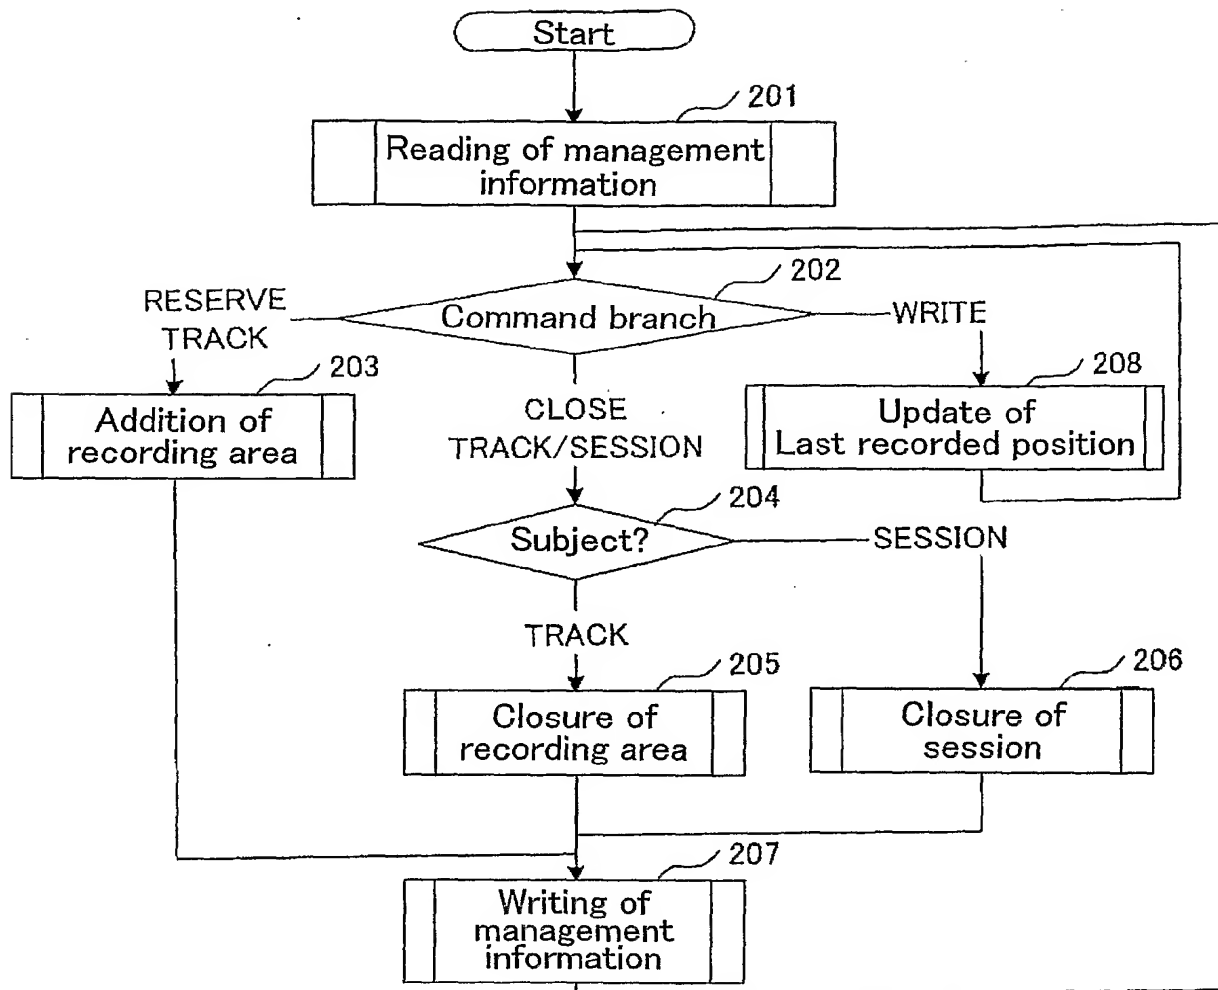 Start
201
Reading of management
information
202
RESERVE
TRACK
Command branch
WRITE
203
Addition of
recording area
CLOSE
TRACK/SESSION
208
Update of
Last recorded position
204
Subject?
SESSION
TRACK
205
Closure of
recording area
206
Closure of
session
207
Writing of
management
information